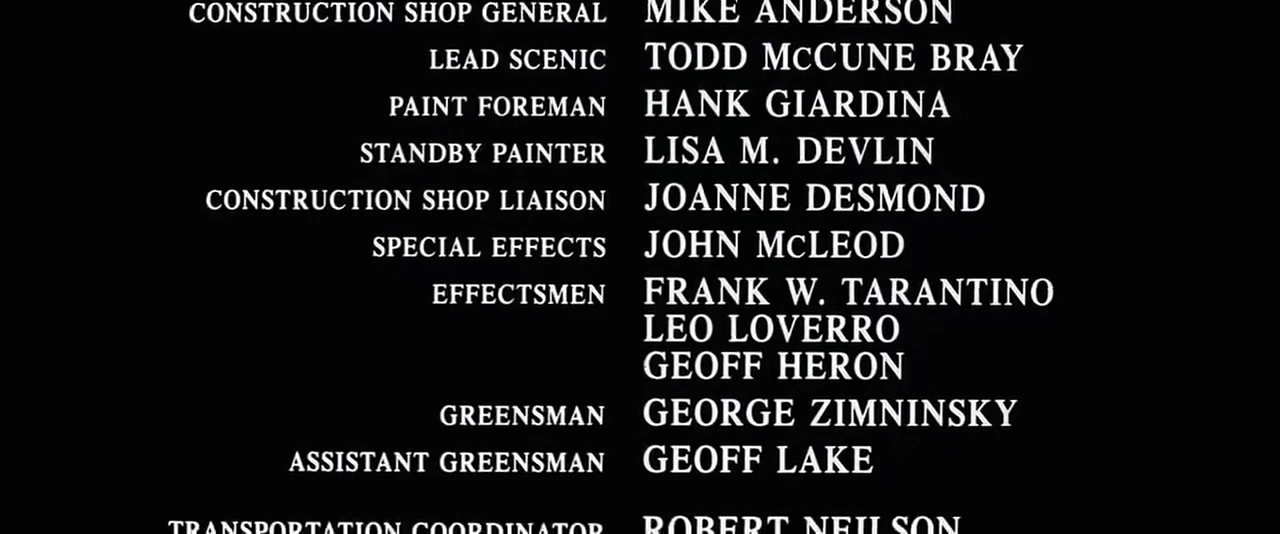 CONSTRUCTION SHOP GENERAL MIKE ANDERSON
LEAD SCENIC TODD McCUNE BRAY
PAINT FOREMAN HANK GIARDINA
STANDBY PAINTER LISA M. DEVLIN
CONSTRUCTION SHOP LIAISON JOANNE DESMOND
SPECIAL EFFECTS JOHN McLEOD
EFFECTSMEN FRANK W. TARANTINO
LEO LOVERRO
GEOFF HERON
GREENSMAN GEORGE ZIMNINSKY
ASSISTANT GREENSMAN GEOFF LAKE
TRANSPORTATION COORDINATOR ROBERT NEILSON